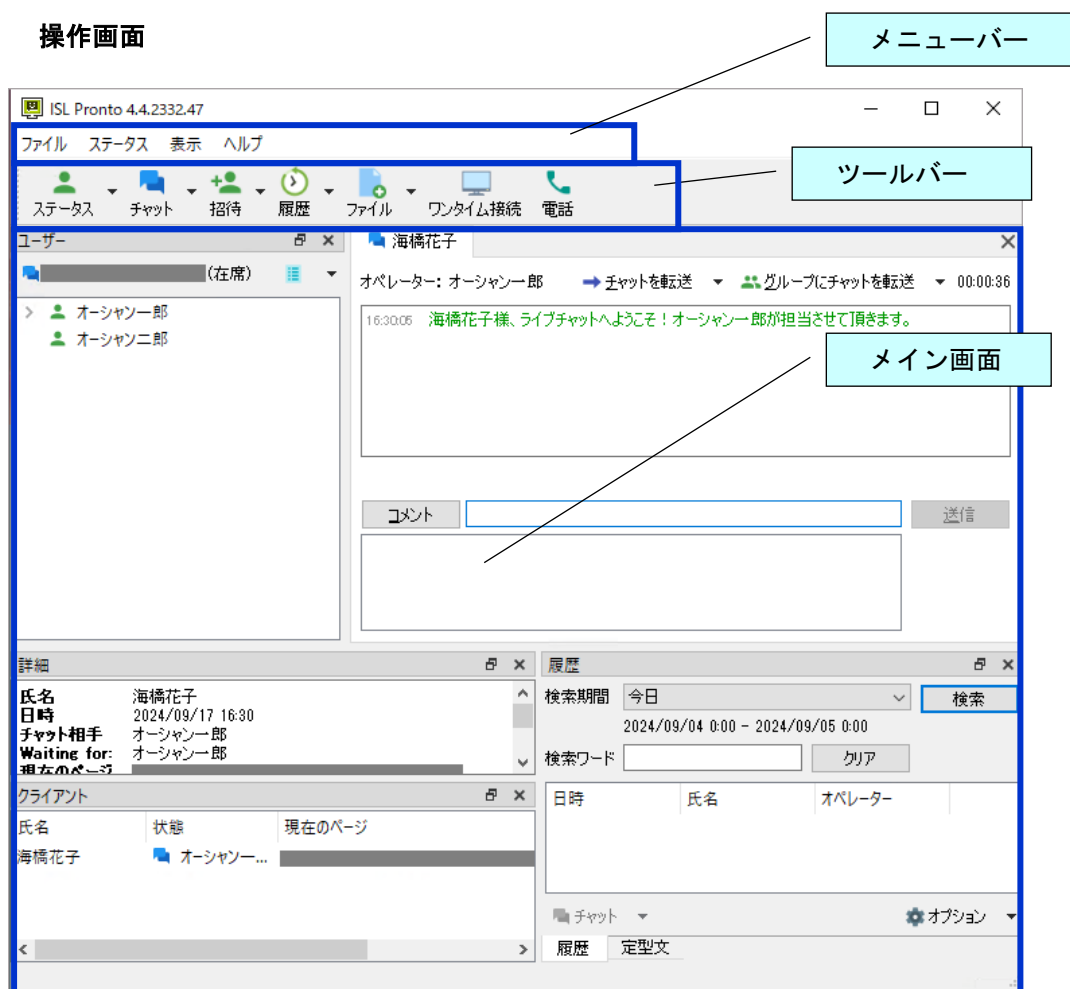 操作画面
メニューバー
ISL Pronto 4.4.2332.47
ファイル ステータス 表示 ヘルプ
ツールバー
ステータス チャット 招待 履歴 ファイル ワンタイム接続 電話
ユーザー
(在席)
オーシャン一郎
オーシャン二郎
海橋花子
オペレーター: オーシャン一郎 チャットを転送 グループにチャットを転送 00:00:36
16:30:05 海橋花子様、ライブチャットへようこそ！オーシャン一郎が担当させて頂きます。
メイン画面
コメント 送信
詳細
氏名 海橋花子
日時 2024/09/17 16:30
チャット相手 オーシャン一郎
Waiting for: オーシャン一郎
現在のページ
クライアント
氏名 状態 現在のページ
海橋花子 オーシャン一...
履歴
検索期間 今日 検索
2024/09/04 0:00 - 2024/09/05 0:00
検索ワード クリア
日時 氏名 オペレーター
チャット オプション
履歴 定型文